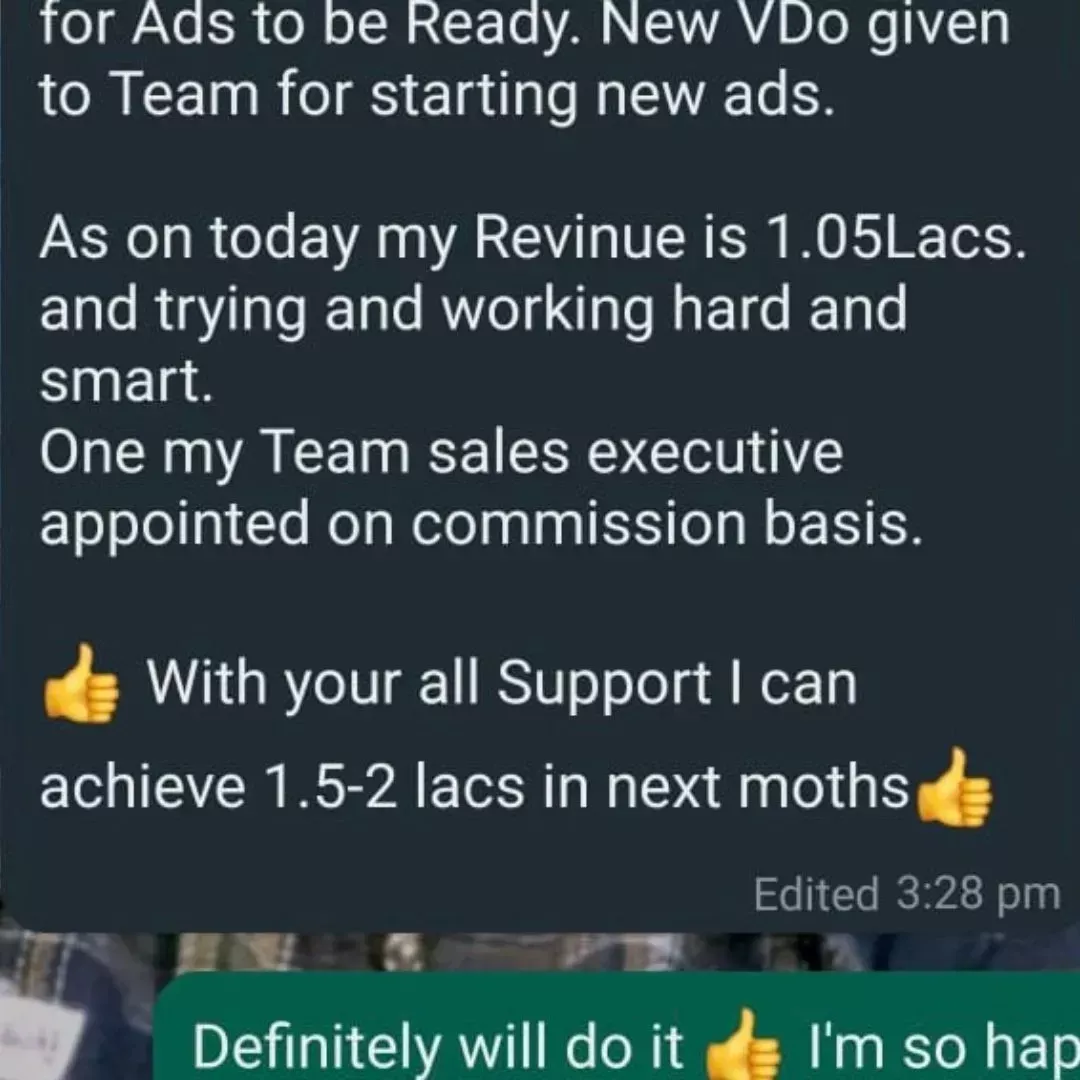 for Ads to be Ready. New VDo given
to Team for starting new ads.
As on today my Revinue is 1.05Lacs.
and trying and working hard and
smart.
One my Team sales executive
appointed on commission basis.
👍 With your all Support I can
achieve 1.5-2 lacs in next moths👍
Edited 3:28 pm
Definitely will do it 👍 I'm so hap